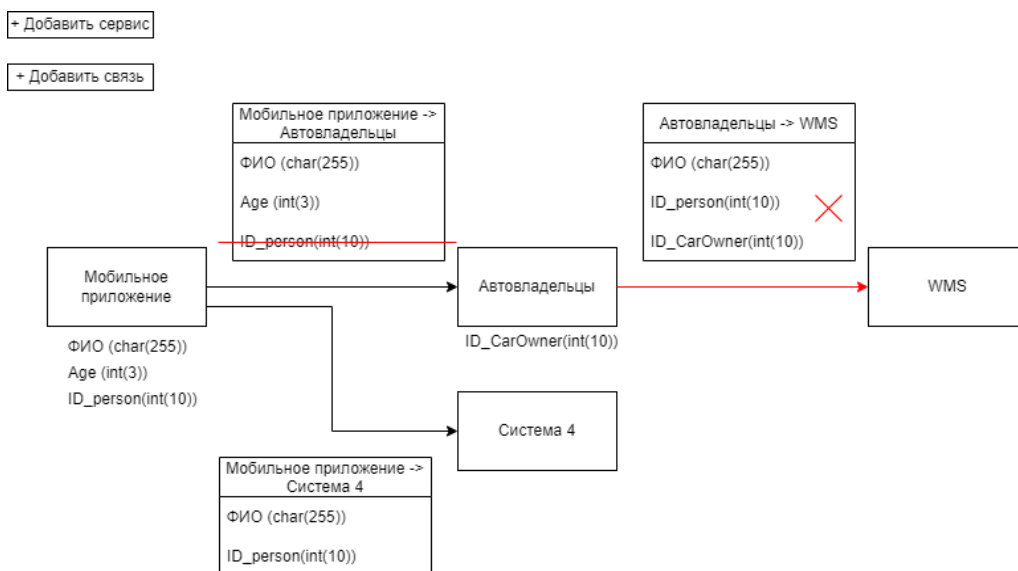 + Добавить сервис
+ Добавить связь
Мобильное приложение ->
Автовладельцы
ФИО (char(255))
Age (int(3))
ID_person(int(10))
Автовладельцы -> WMS
ФИО (char(255))
ID_person(int(10))
ID_CarOwner(int(10))
Мобильное
приложение
Автовладельцы
WMS
ФИО (char(255))
Age (int(3))
ID_person(int(10))
ID_CarOwner(int(10))
Система 4
Мобильное приложение ->
Система 4
ФИО (char(255))
ID_person(int(10))